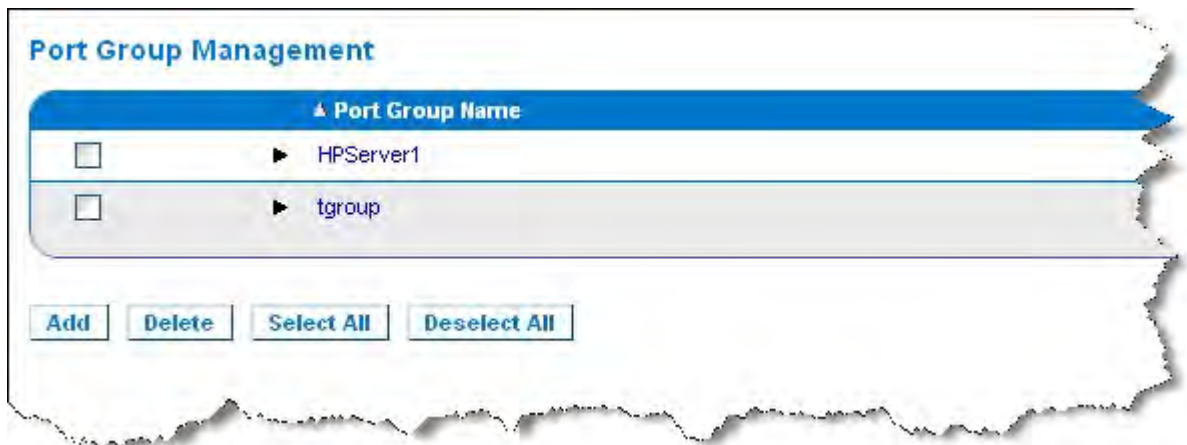 Port Group Management
▲ Port Group Name
► HPServer1
► tgroup
Add Delete Select All Deselect All